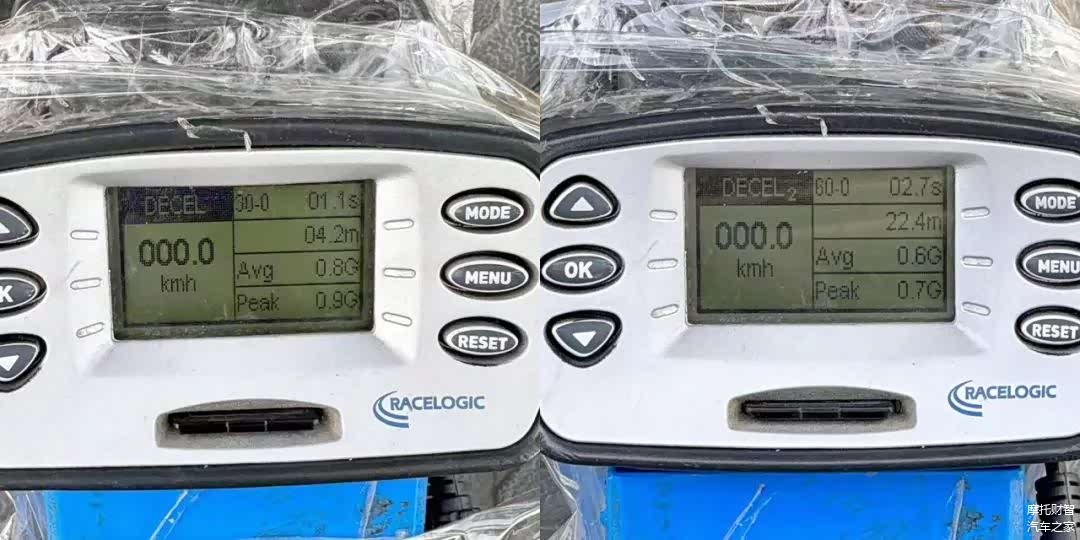 DECEL
30-0 01.1s
04.2m
000.0
kmh
Avg 0.8G
Peak 0.9G
K
MODE
MENU
RESET
RACELOGIC
DECEL2
60-0 02.7s
22.4m
000.0
kmh
Avg 0.6G
Peak 0.7G
OK
MODE
MENU
RESET
RACELOGIC
摩托财智
汽车之家